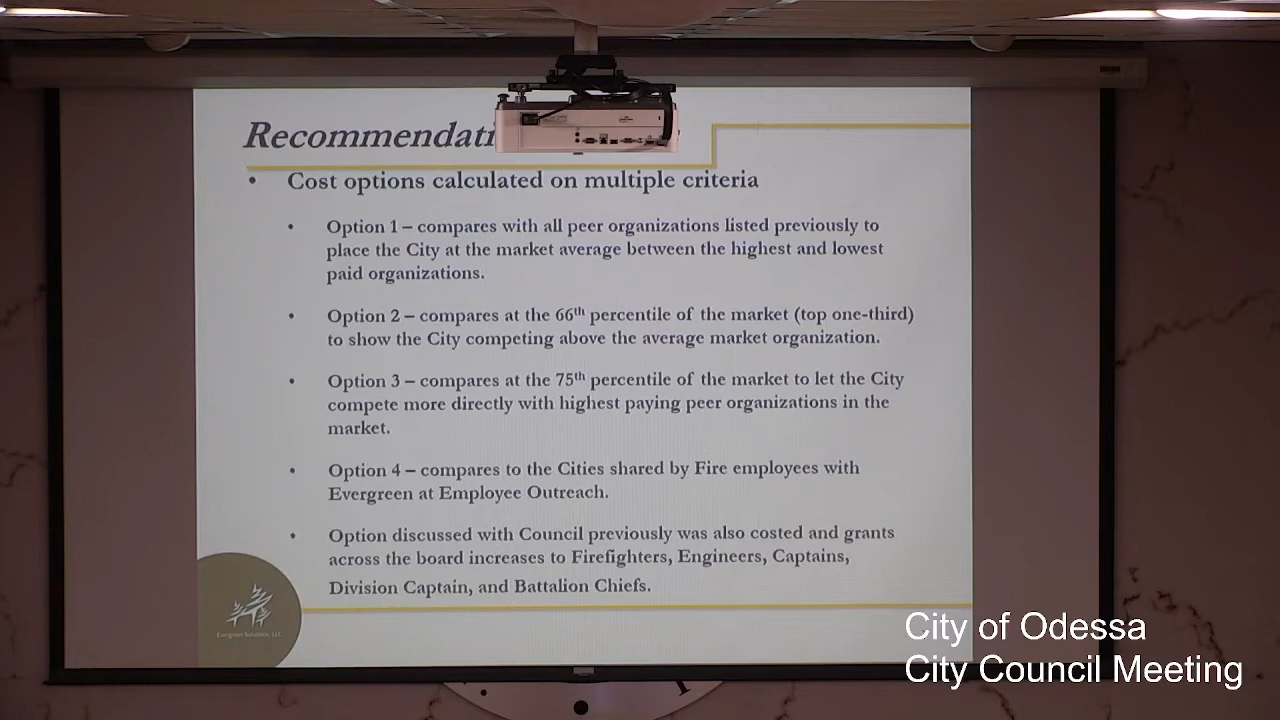 Recommendati
• Cost options calculated on multiple criteria
• Option 1 – compares with all peer organizations listed previously to
place the City at the market average between the highest and lowest
paid organizations.
• Option 2 – compares at the 66th percentile of the market (top one-third)
to show the City competing above the average market organization.
• Option 3 – compares at the 75th percentile of the market to let the City
compete more directly with highest paying peer organizations in the
market.
• Option 4 – compares to the Cities shared by Fire employees with
Evergreen at Employee Outreach.
• Option discussed with Council previously was also costed and grants
across the board increases to Firefighters, Engineers, Captains,
Division Captain, and Battalion Chiefs.
Evergreen Solutions, LLC
City of Odessa
City Council Meeting